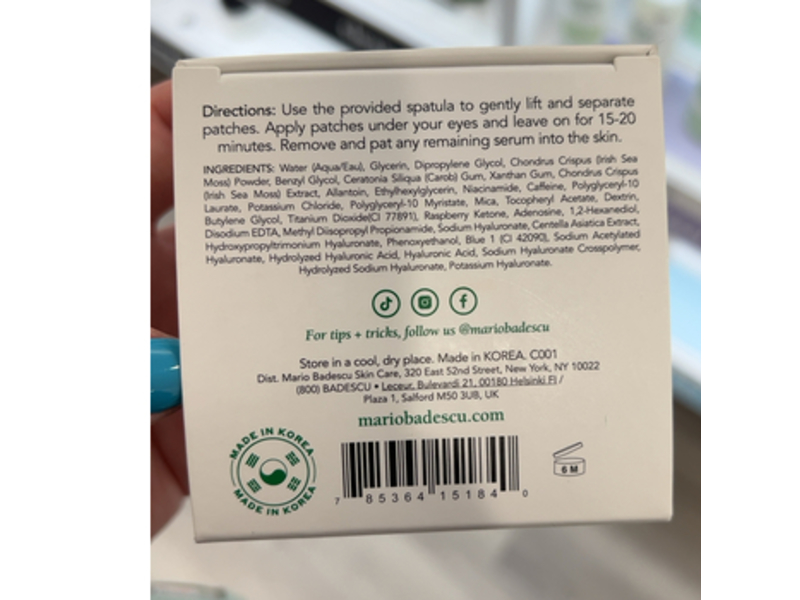 Directions: Use the provided spatula to gently lift and separate
patches. Apply patches under your eyes and leave on for 15-20
minutes. Remove and pat any remaining serum into the skin.
INGREDIENTS: Water (Aqua/Eau), Glycerin, Dipropylene Glycol, Chondrus Crispus (Irish Sea
Moss) Powder, Benzyl Glycol, Ceratonia Siliqua (Carob) Gum, Xanthan Gum, Chondrus Crispus
(Irish Sea Moss) Extract, Allantoin, Ethylhexylglycerin, Niacinamide, Caffeine, Polyglyceryl-10
Laurate, Potassium Chloride, Polyglyceryl-10 Myristate, Mica, Tocopheryl Acetate, Dextrin,
Butylene Glycol, Titanium Dioxide(CI 77891), Raspberry Ketone, Adenosine, 1,2-Hexanediol,
Disodium EDTA, Methyl Diisopropyl Propionamide, Sodium Hyaluronate, Centella Asiatica Extract,
Hydroxypropyltrimonium Hyaluronate, Phenoxyethanol, Blue 1 (CI 42090), Sodium Acetylated
Hyaluronate, Hydrolyzed Hyaluronic Acid, Hyaluronic Acid, Sodium Hyaluronate Crosspolymer,
Hydrolyzed Sodium Hyaluronate, Potassium Hyaluronate.
For tips + tricks, follow us @mariobadescu
Store in a cool, dry place. Made in KOREA. C001
Dist. Mario Badescu Skin Care, 320 East 52nd Street, New York, NY 10022
(800) BADESCU • Leceur, Bulevardi 21, 00180 Helsinki FI /
Plaza 1, Salford M50 3UB, UK
mariobadescu.com
MADE IN KOREA
MADE IN KOREA
7 85364 15184 0
6 M